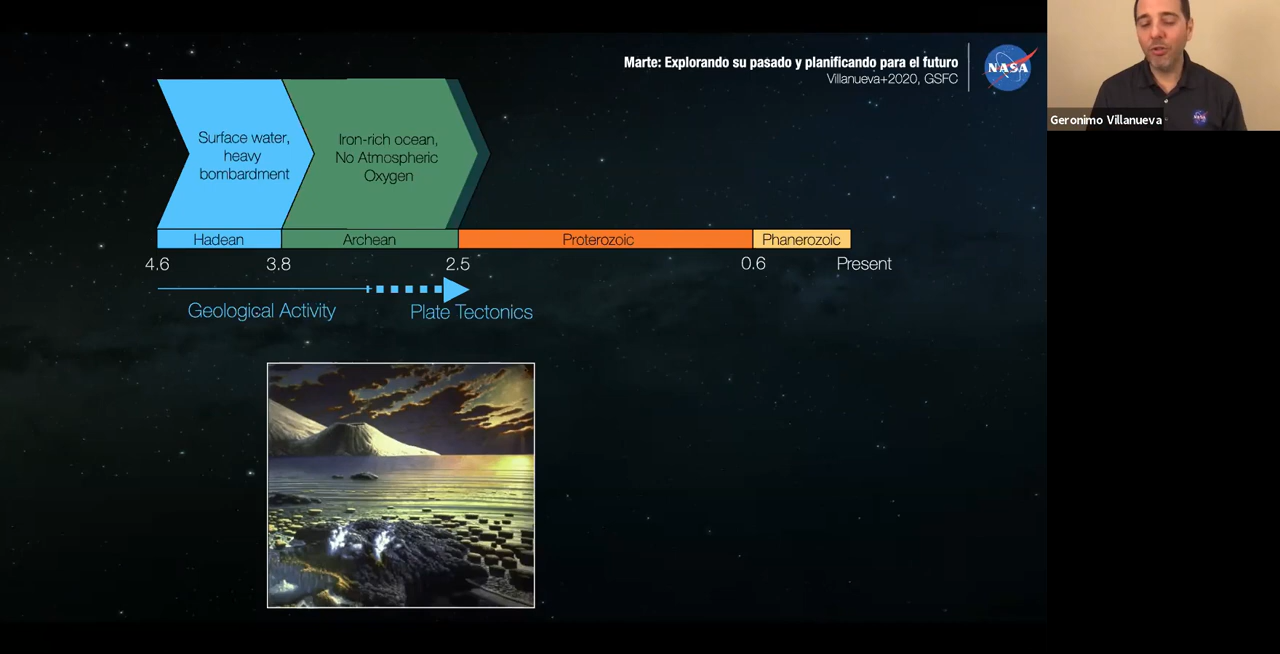 Marte: Explorando su pasado y planificando para el futuro
Villanueva+2020, GSFC
NASA
Geronimo Villanueva
Surface water,
heavy
bombardment
Iron-rich ocean,
No Atmospheric
Oxygen
Hadean
Archean
Proterozoic
Phanerozoic
4.6
3.8
2.5
0.6
Present
Geological Activity
Plate Tectonics